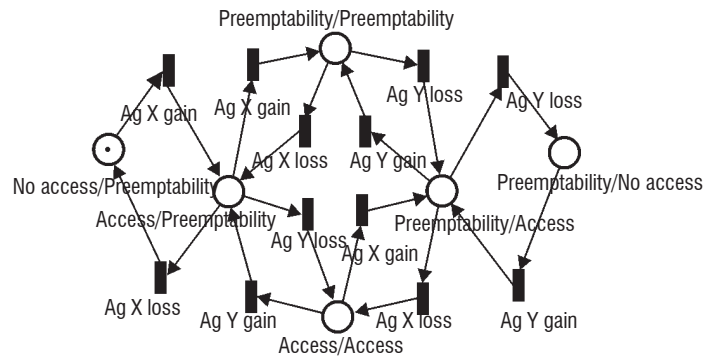 Preemptability/Preemptability
Ag X gain
Ag X gain
Ag Y loss
Ag Y loss
Ag X loss
Ag Y gain
No access/Preemptability
Preemptability/No access
Access/Preemptability
Preemptability/Access
Ag Y loss
Ag X gain
Ag X loss
Ag Y gain
Ag X loss
Ag Y gain
Access/Access